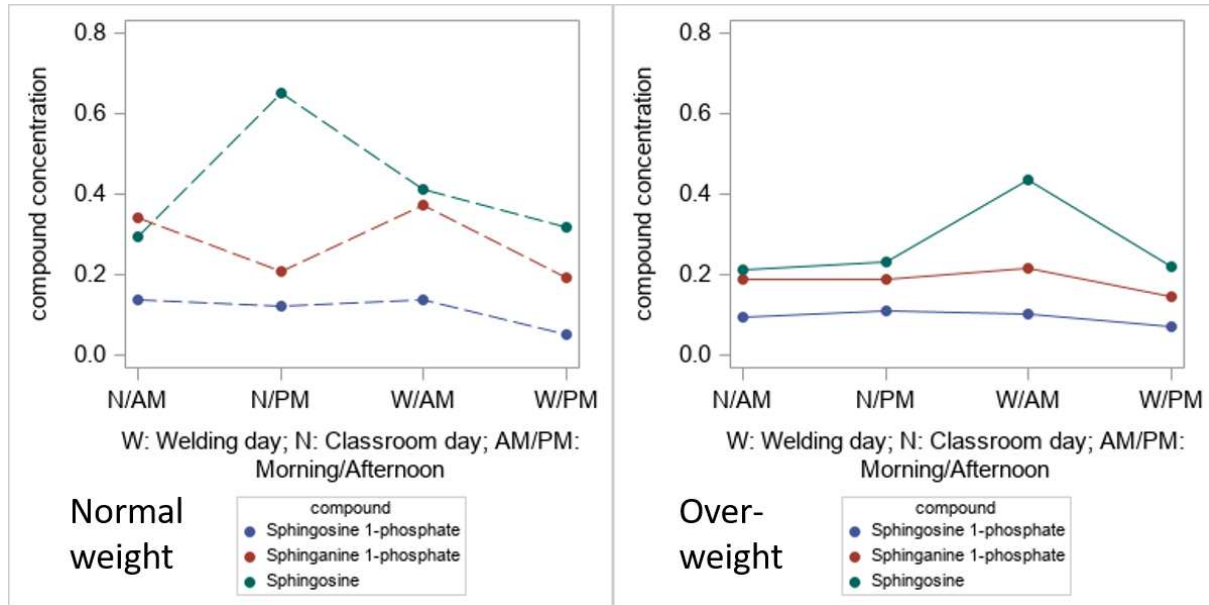 0.8
0.6
0.4
0.2
0.0
compound concentration
N/AM N/PM W/AM W/PM
W: Welding day; N: Classroom day; AM/PM:
Morning/Afternoon
Normal
weight
compound
Sphingosine 1-phosphate
Sphinganine 1-phosphate
Sphingosine
0.8
0.6
0.4
0.2
0.0
compound concentration
N/AM N/PM W/AM W/PM
W: Welding day; N: Classroom day; AM/PM:
Morning/Afternoon
Over-
weight
compound
Sphingosine 1-phosphate
Sphinganine 1-phosphate
Sphingosine